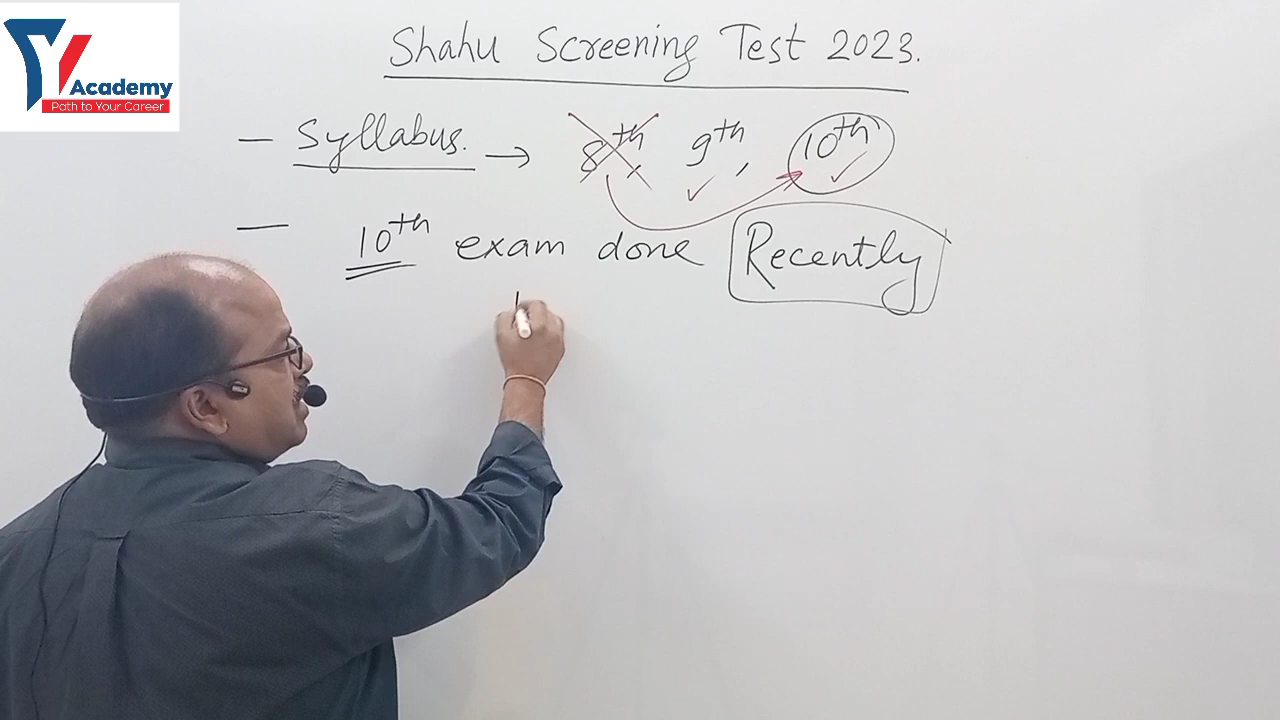 Y Academy
Path to Your Career
Shahu Screening Test 2023.
— Syllabus. → 8th 9th, 10th
— 10th exam done Recently